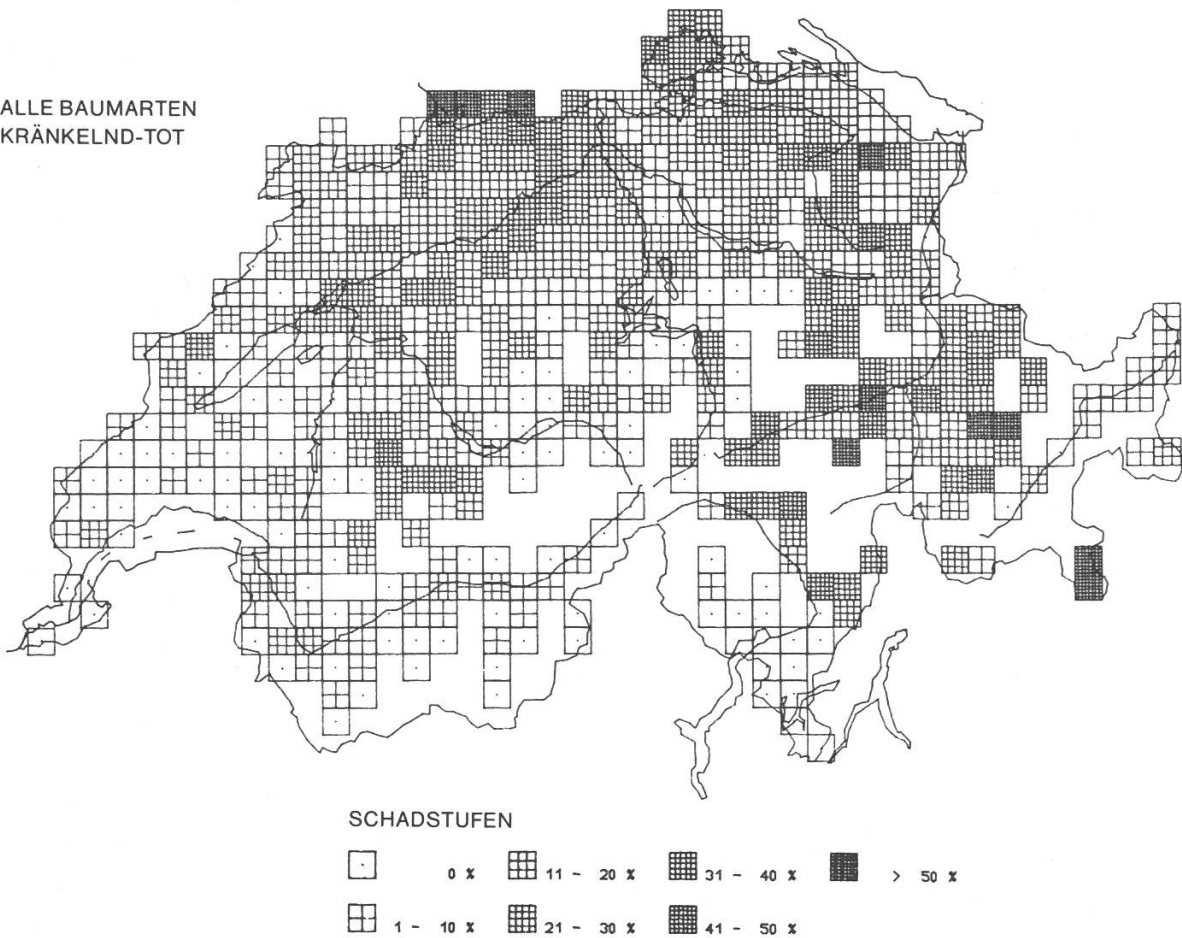 ALLE BAUMARTEN
KRÄNKELND-TOT
SCHADSTUFEN
0 % 11 - 20 % 31 - 40 % > 50 %
1 - 10 % 21 - 30 % 41 - 50 %